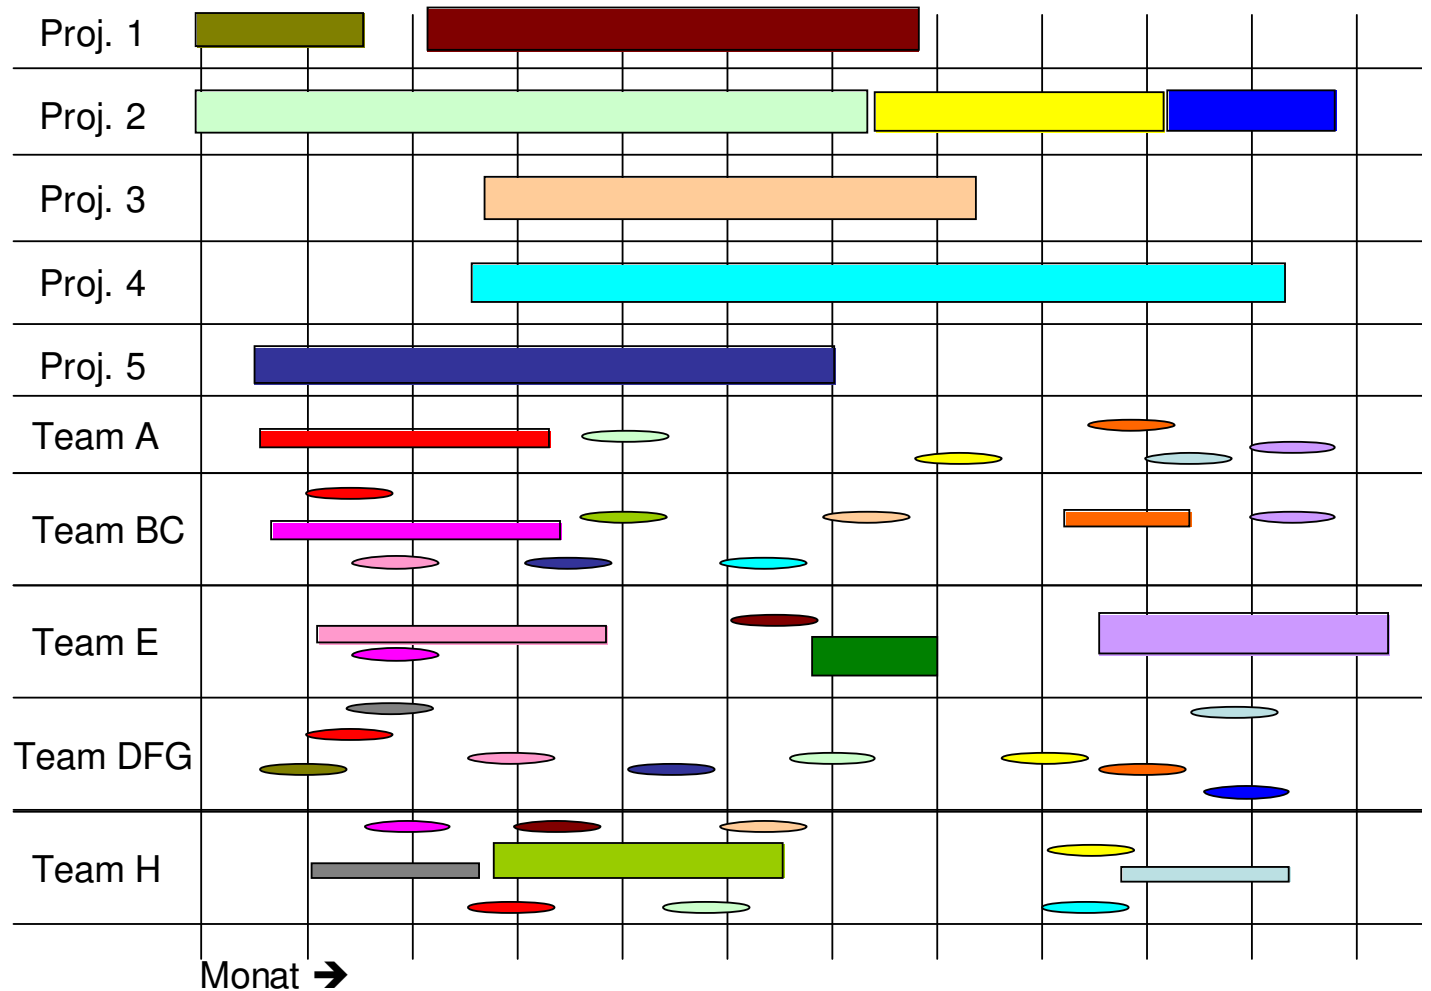 Proj. 1
Proj. 2
Proj. 3
Proj. 4
Proj. 5
Team A
Team BC
Team E
Team DFG
Team H
Monat ➔